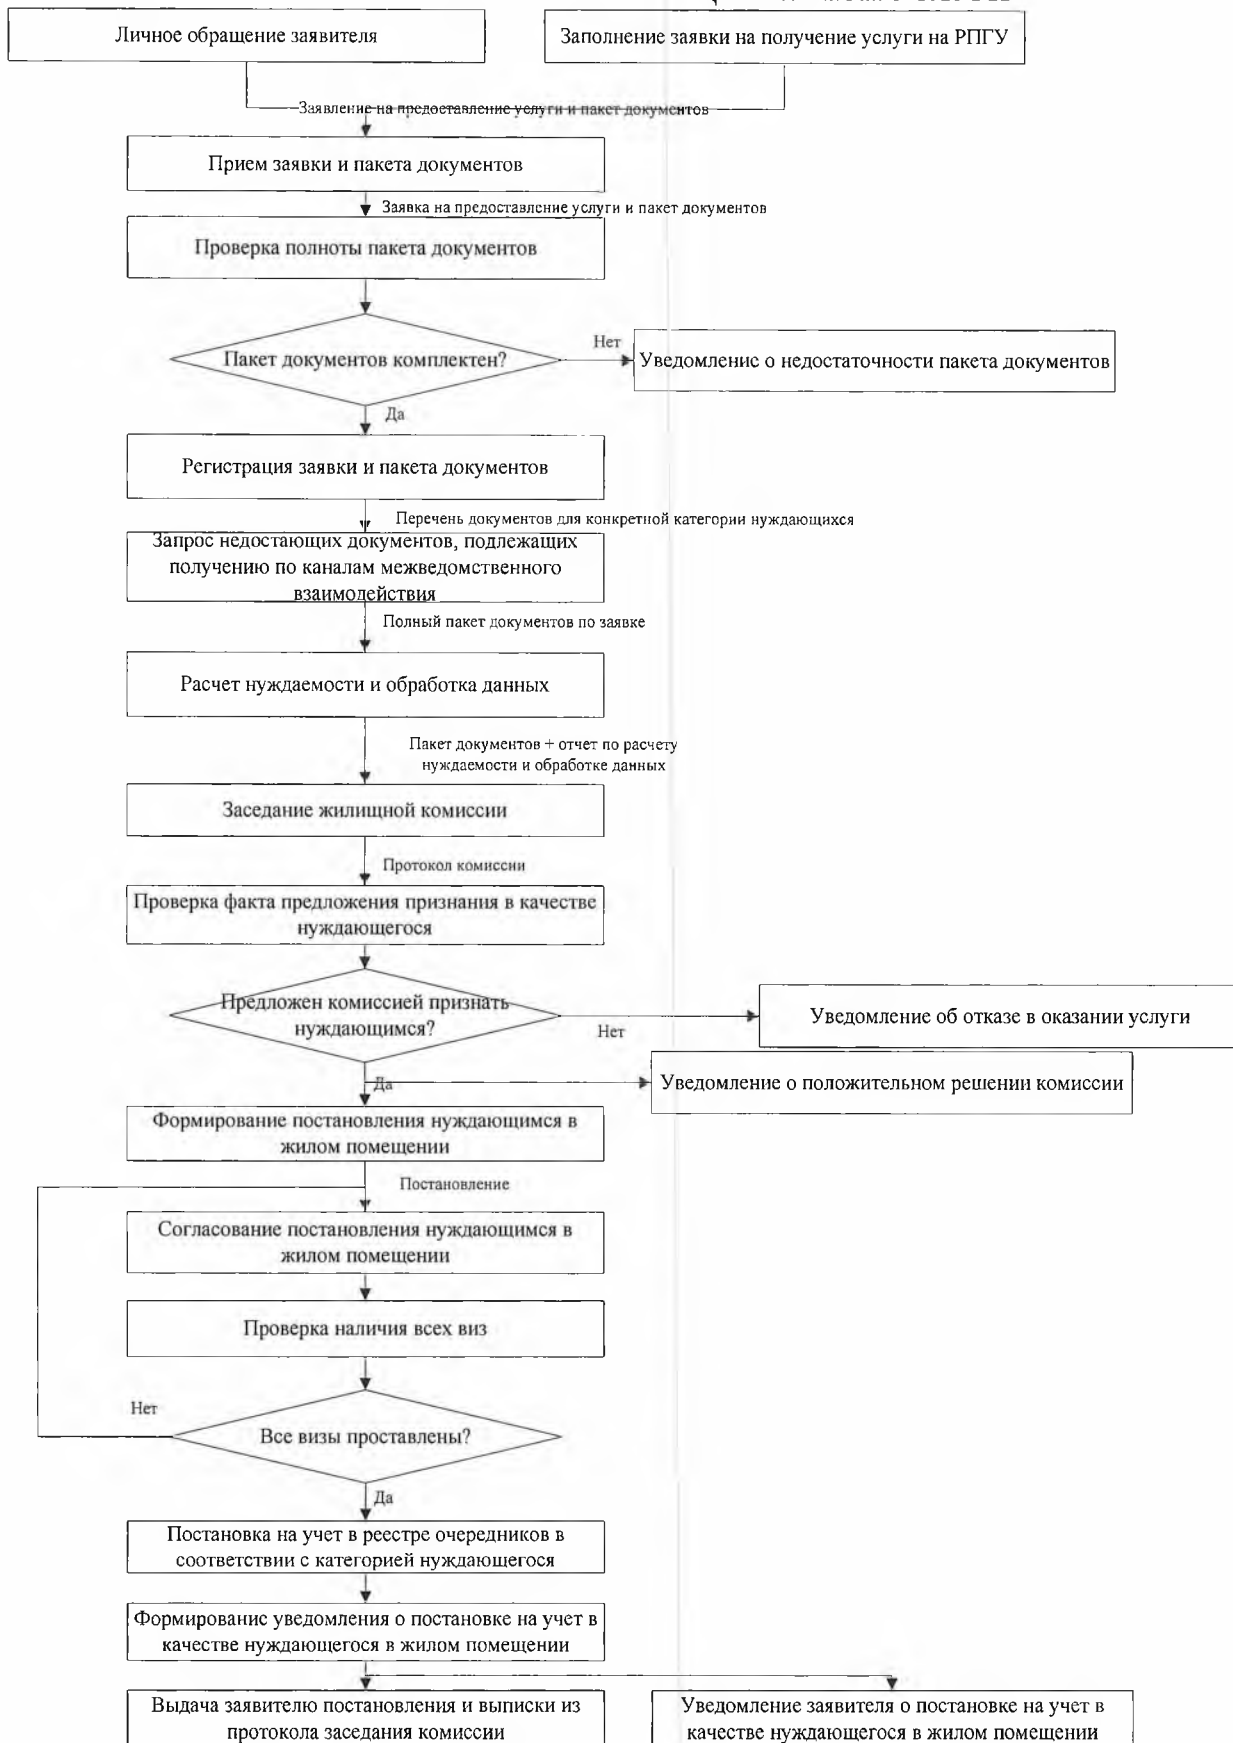 Личное обращение заявителя
Заполнение заявки на получение услуги на РПГУ
Заявление на предоставление услуги и пакет документов
Прием заявки и пакета документов
Заявка на предоставление услуги и пакет документов
Проверка полноты пакета документов
Пакет документов комплектен?
Нет
Уведомление о недостаточности пакета документов
Да
Регистрация заявки и пакета документов
Перечень документов для конкретной категории нуждающихся
Запрос недостающих документов, подлежащих
получению по каналам межведомственного
взаимодействия
Полный пакет документов по заявке
Расчет нуждаемости и обработка данных
Пакет документов + отчет по расчету
нуждаемости и обработке данных
Заседание жилищной комиссии
Протокол комиссии
Проверка факта предложения признания в качестве
нуждающегося
Предложен комиссией признать
нуждающимся?
Нет
Уведомление об отказе в оказании услуги
Да
Уведомление о положительном решении комиссии
Формирование постановления нуждающимся в
жилом помещении
Постановление
Согласование постановления нуждающимся в
жилом помещении
Проверка наличия всех виз
Нет
Все визы проставлены?
Да
Постановка на учет в реестре очередников в
соответствии с категорией нуждающегося
Формирование уведомления о постановке на учет в
качестве нуждающегося в жилом помещении
Выдача заявителю постановления и выписки из
протокола заседания комиссии
Уведомление заявителя о постановке на учет в
качестве нуждающегося в жилом помещении